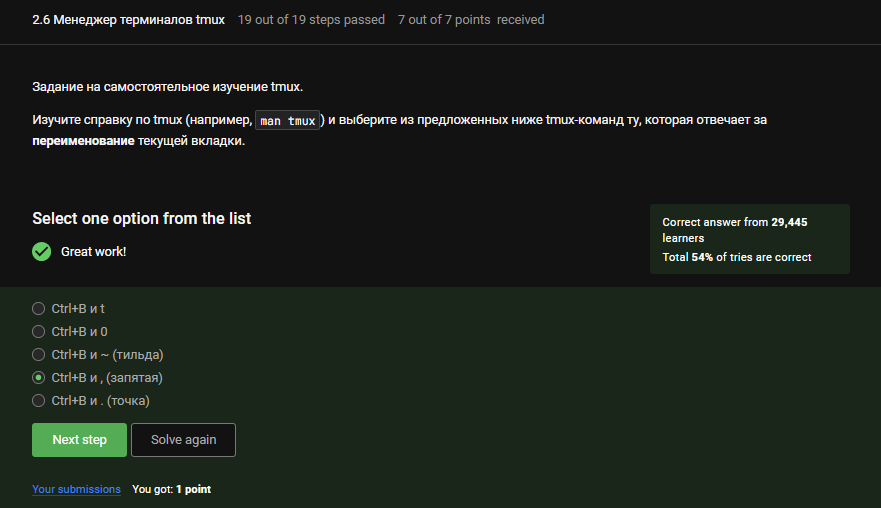 2.6 Менеджер терминалов tmux 19 out of 19 steps passed 7 out of 7 points received
Задание на самостоятельное изучение tmux.
Изучите справку по tmux (например, man tmux) и выберите из предложенных ниже tmux-команд ту, которая отвечает за
переименование текущей вкладки.
Select one option from the list
Great work!
Correct answer from 29,445
learners
Total 54% of tries are correct
Ctrl+B и t
Ctrl+B и 0
Ctrl+B и ~ (тильда)
Ctrl+B и , (запятая)
Ctrl+B и . (точка)
Next step Solve again
Your submissions You got: 1 point